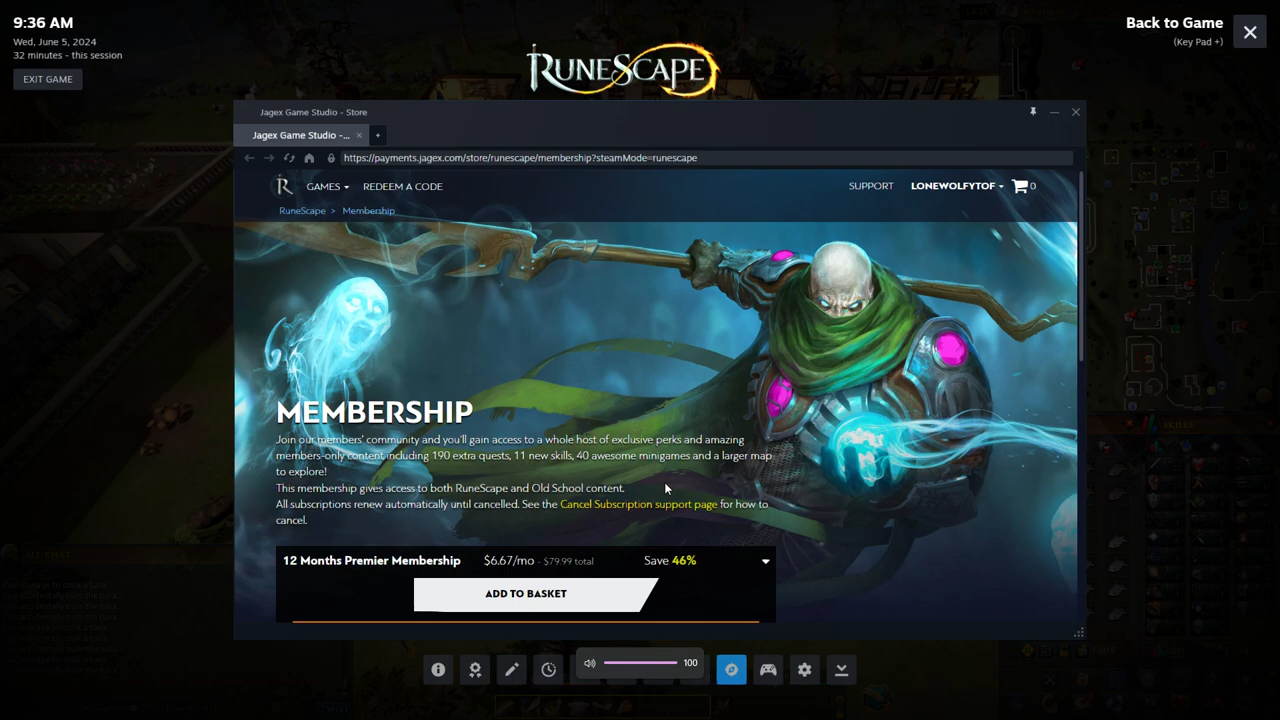 9:36 AM
Wed, June 5, 2024
32 minutes - this session
EXIT GAME
RUNESCAPE
Back to Game
(Key Pad +)
Jagex Game Studio - Store
Jagex Game Studio -...
https://payments.jagex.com/store/runescape/membership?steamMode=runescape
GAMES
REDEEM A CODE
SUPPORT
LONEWOLFYTOF
0
RuneScape > Membership
MEMBERSHIP
Join our members' community and you'll gain access to a whole host of exclusive perks and amazing
members-only content including 190 extra quests, 11 new skills, 40 awesome minigames and a larger map
to explore!
This membership gives access to both RuneScape and Old School content.
All subscriptions renew automatically until cancelled. See the Cancel Subscription support page for how to
cancel.
12 Months Premier Membership $6.67/mo - $79.99 total Save 46%
ADD TO BASKET
ALL CHAT
SKILLS
100